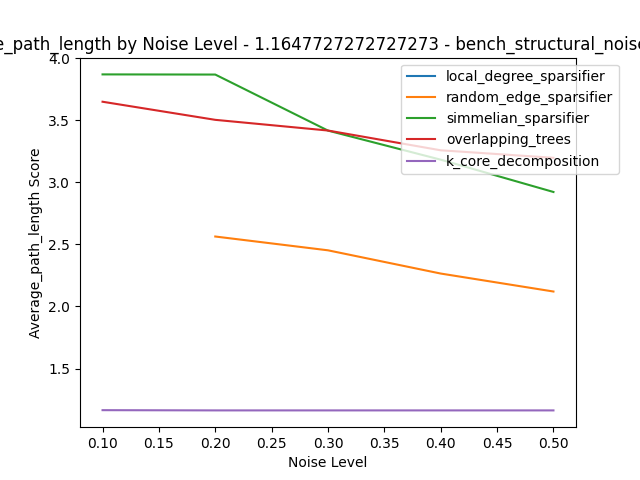 e_path_length by Noise Level - 1.1647727272727273 - bench_structural_noise
local_degree_sparsifier
random_edge_sparsifier
simmelian_sparsifier
overlapping_trees
k_core_decomposition
Average_path_length Score
4.0
3.5
3.0
2.5
2.0
1.5
0.10 0.15 0.20 0.25 0.30 0.35 0.40 0.45 0.50
Noise Level